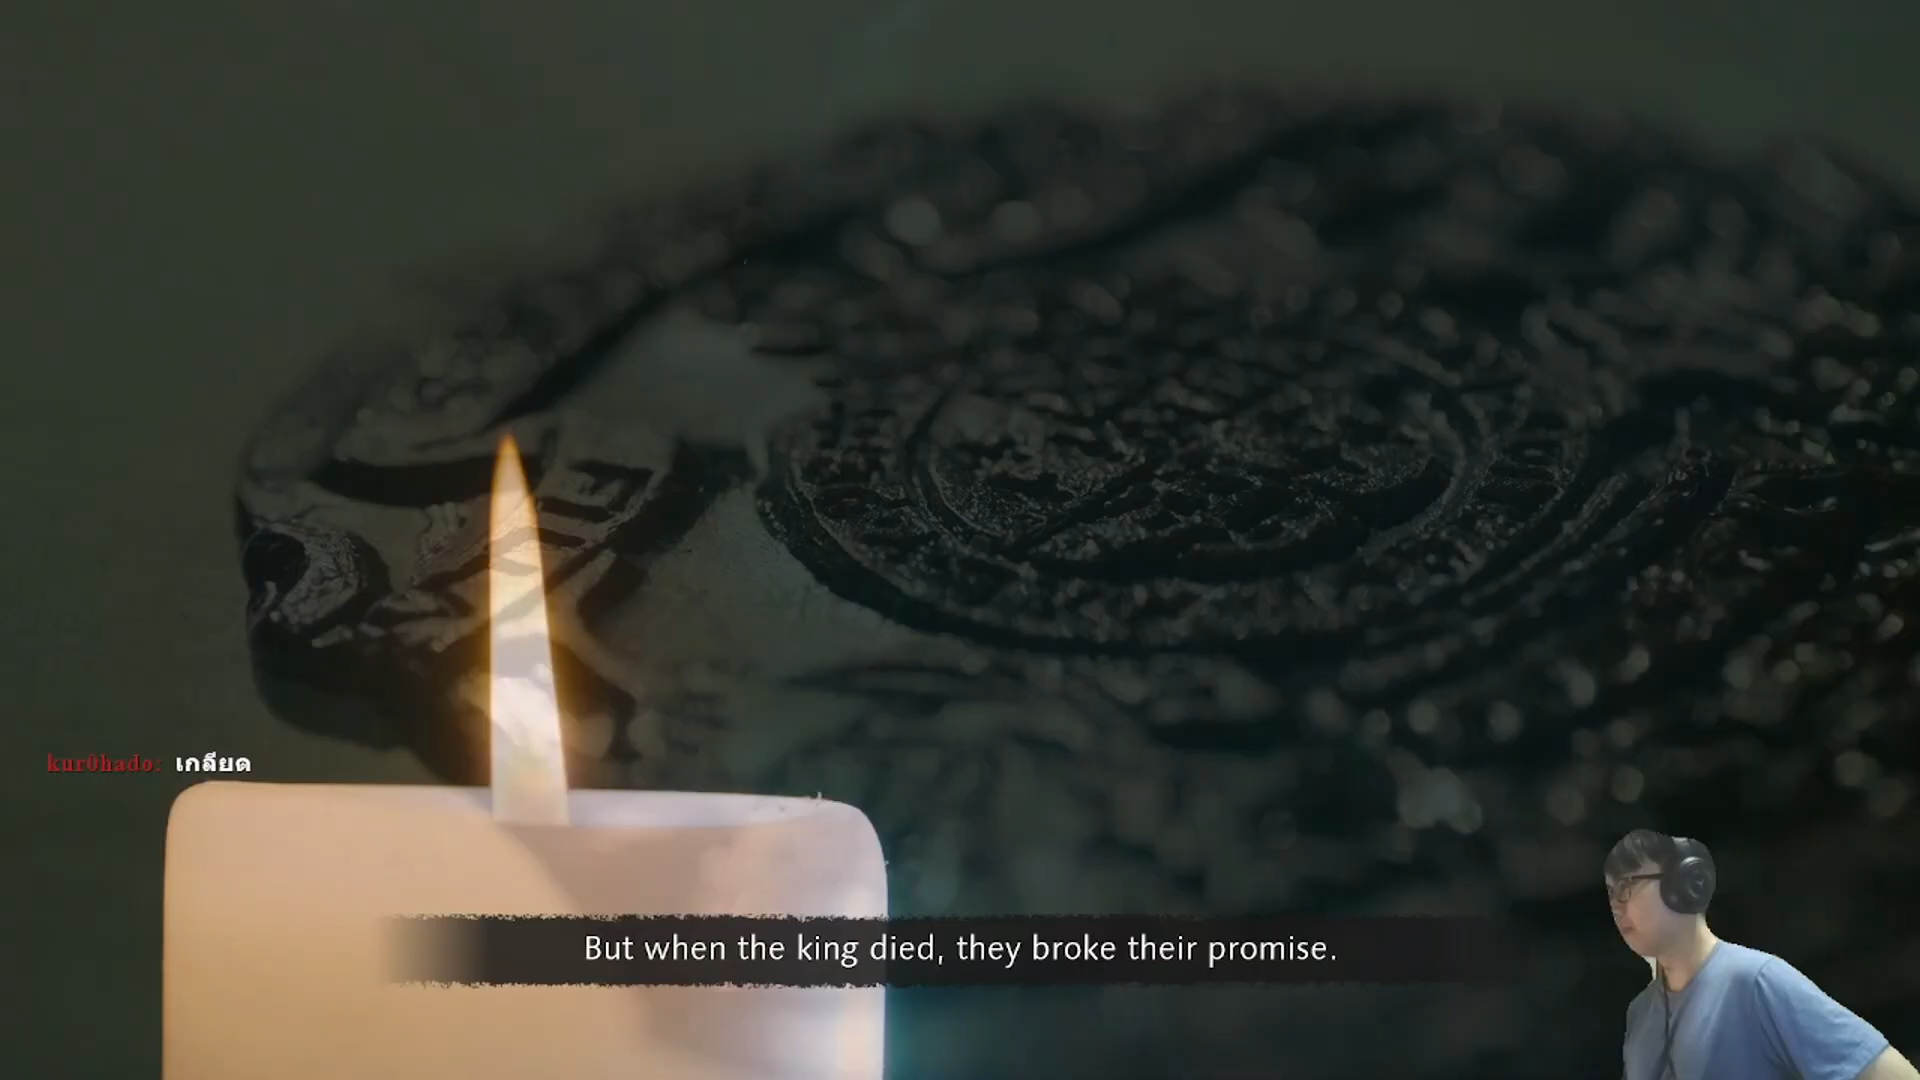 kur0hado: เกลียด
But when the king died, they broke their promise.